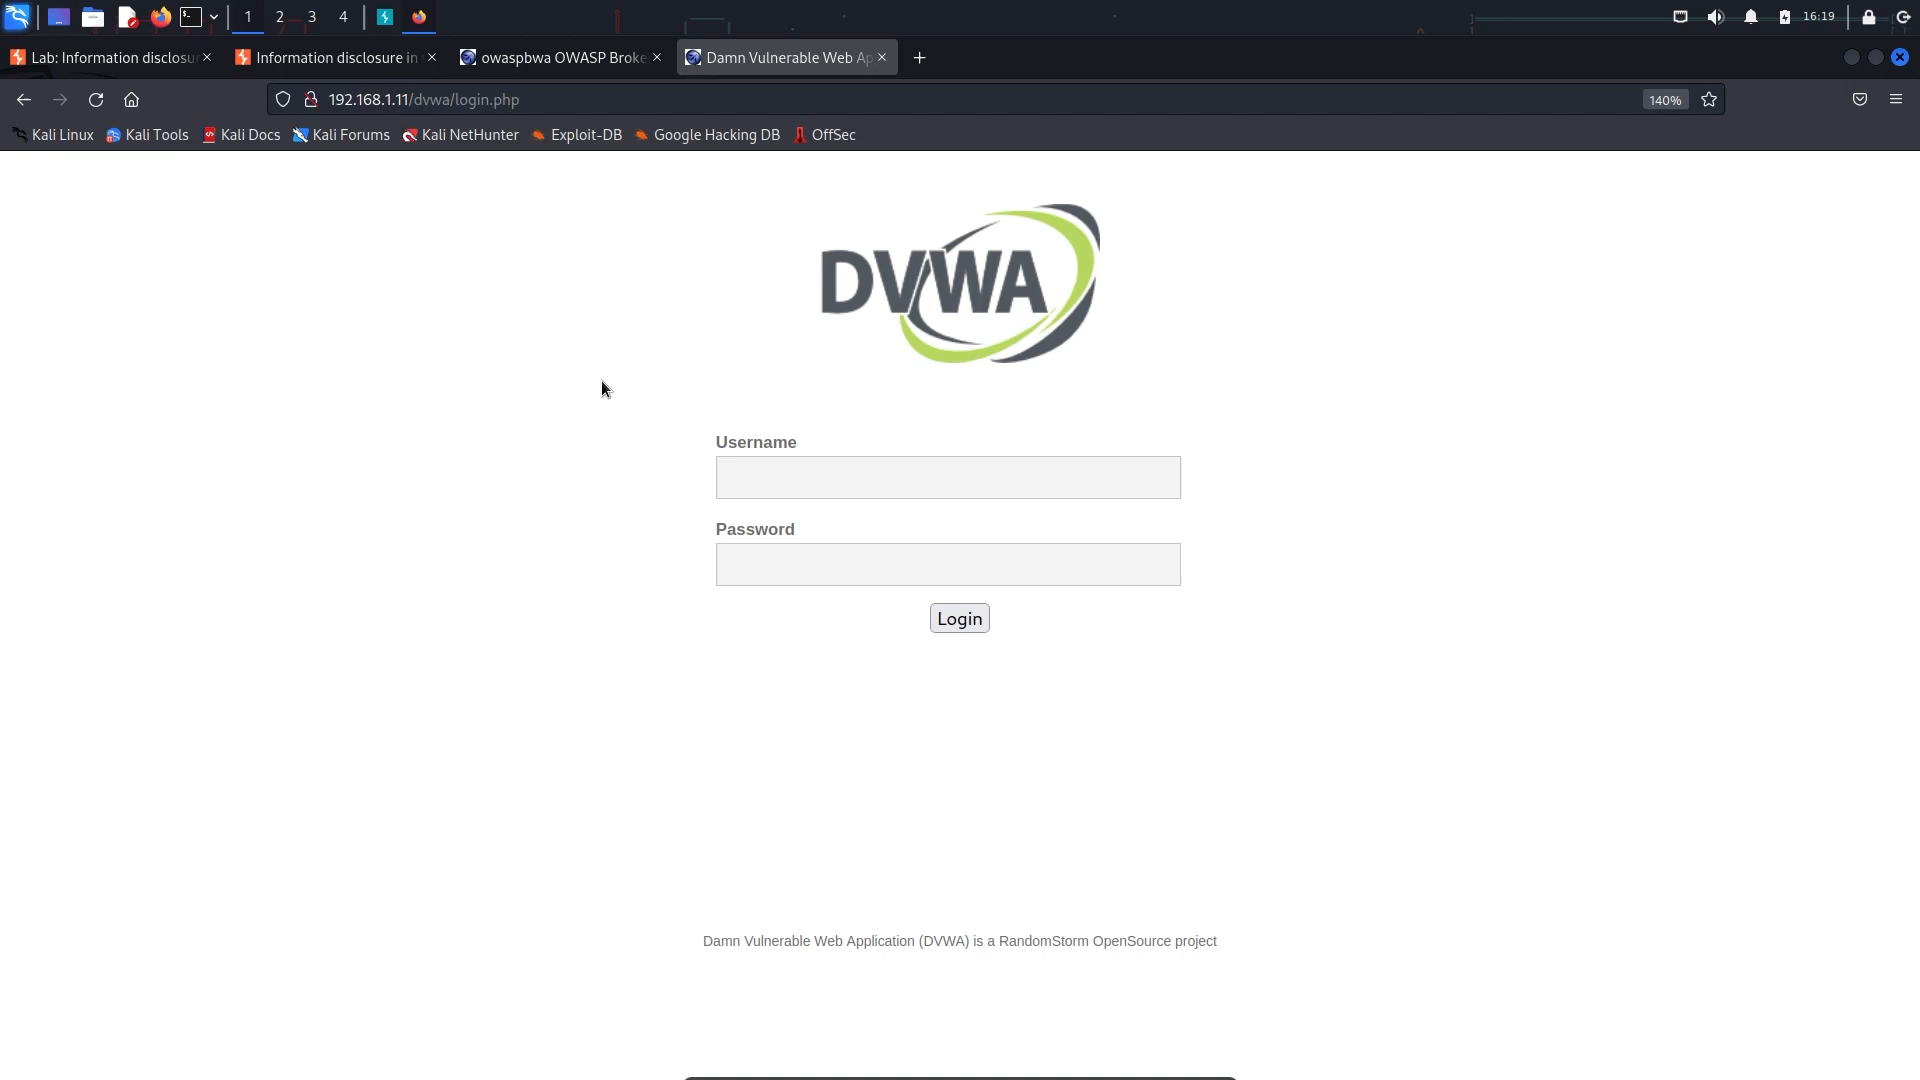 1 2 3 4 16:19
Lab: Information disclosur Information disclosure in owaspbwa OWASP Broke Damn Vulnerable Web Ap
192.168.1.11/dvwa/login.php 140%
Kali Linux Kali Tools Kali Docs Kali Forums Kali NetHunter Exploit-DB Google Hacking DB OffSec
DVWA
Username
Password
Login
Damn Vulnerable Web Application (DVWA) is a RandomStorm OpenSource project